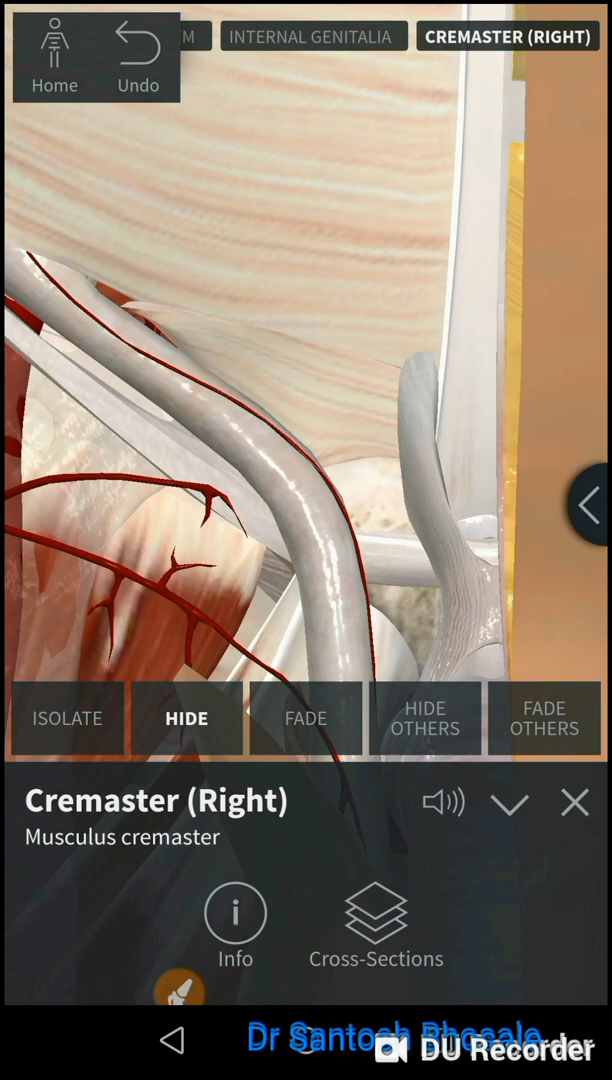 M INTERNAL GENITALIA CREMASTER (RIGHT)
Home Undo
ISOLATE HIDE FADE HIDE OTHERS FADE OTHERS
Cremaster (Right)
Musculus cremaster
Info Cross-Sections
Dr Santosh Bhosale
DU Recorder